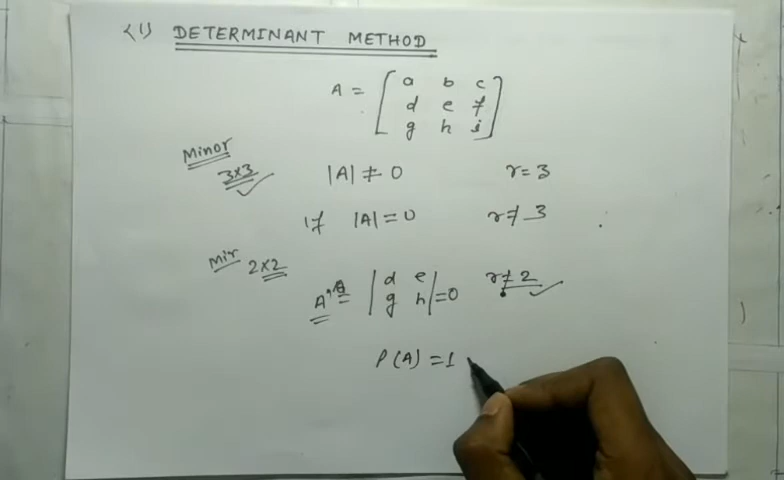 (1) DETERMINANT METHOD
A = [ a b c
d e f
g h i ]
Minor
3×3 |A| ≠ 0 r = 3
if |A| = 0 r ≠ 3
2×2
| d e
g h | = 0 r ≠ 2
ρ(A) = 1